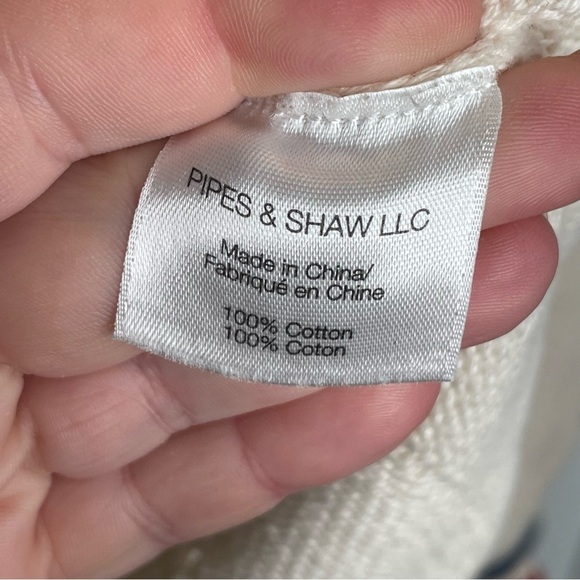 PIPES & SHAW LLC
Made in China/
Fabriqué en Chine
100% Cotton
100% Coton